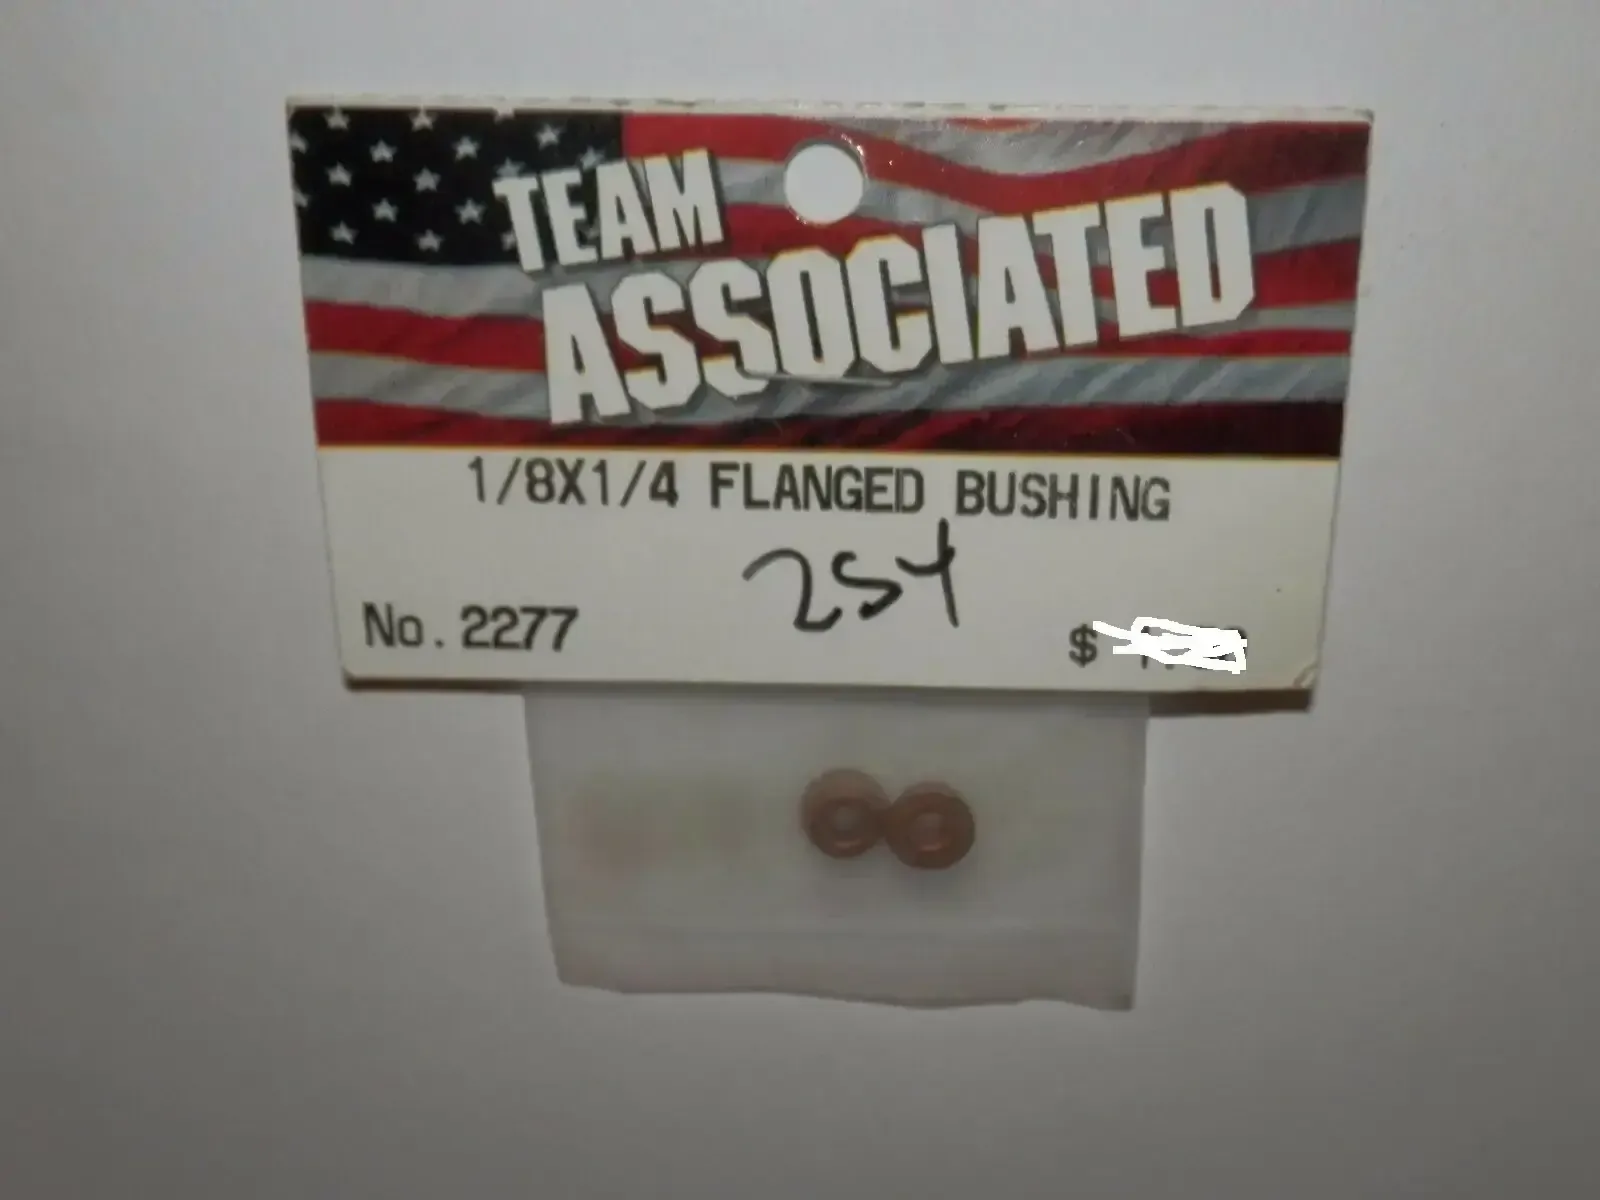 TEAM
ASSOCIATED
1/8X1/4 FLANGED BUSHING
254
No. 2277
$